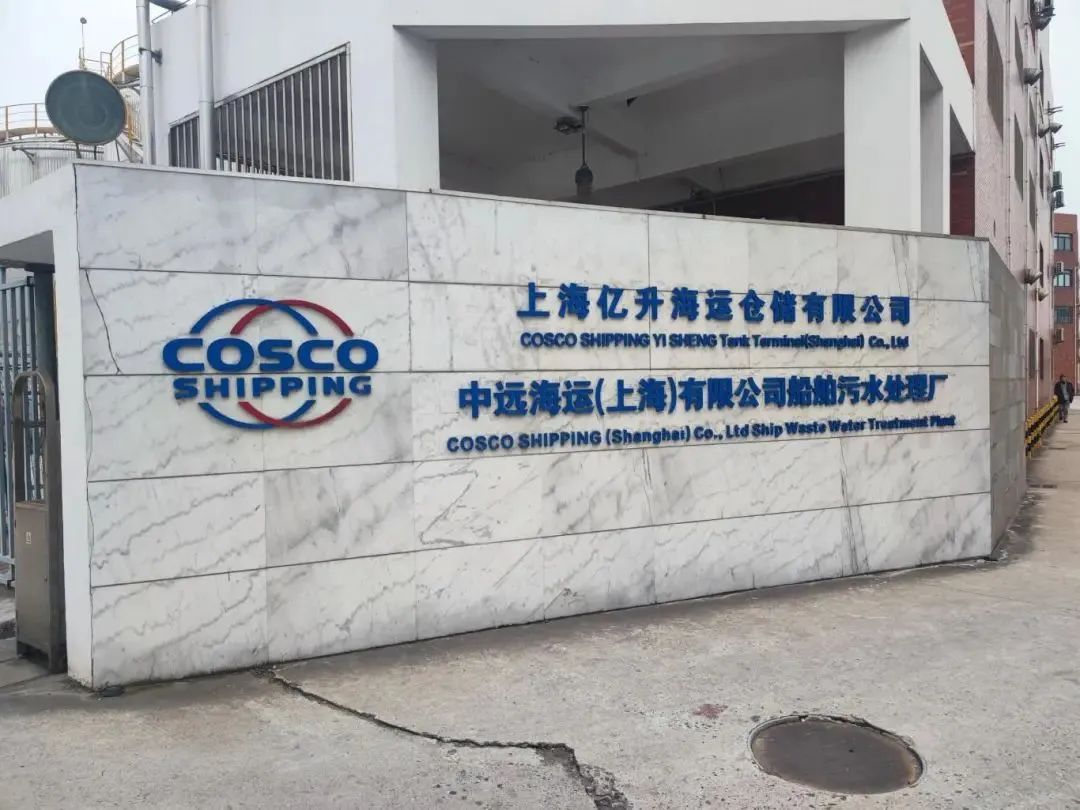 COSCO
SHIPPING
上海亿升海运仓储有限公司
COSCO SHIPPING YI SHENG Tank Terminal(Shanghai) Co., Ltd
中远海运(上海)有限公司船舶污水处理厂
COSCO SHIPPING (Shanghai) Co., Ltd Ship Waste Water Treatment Plant